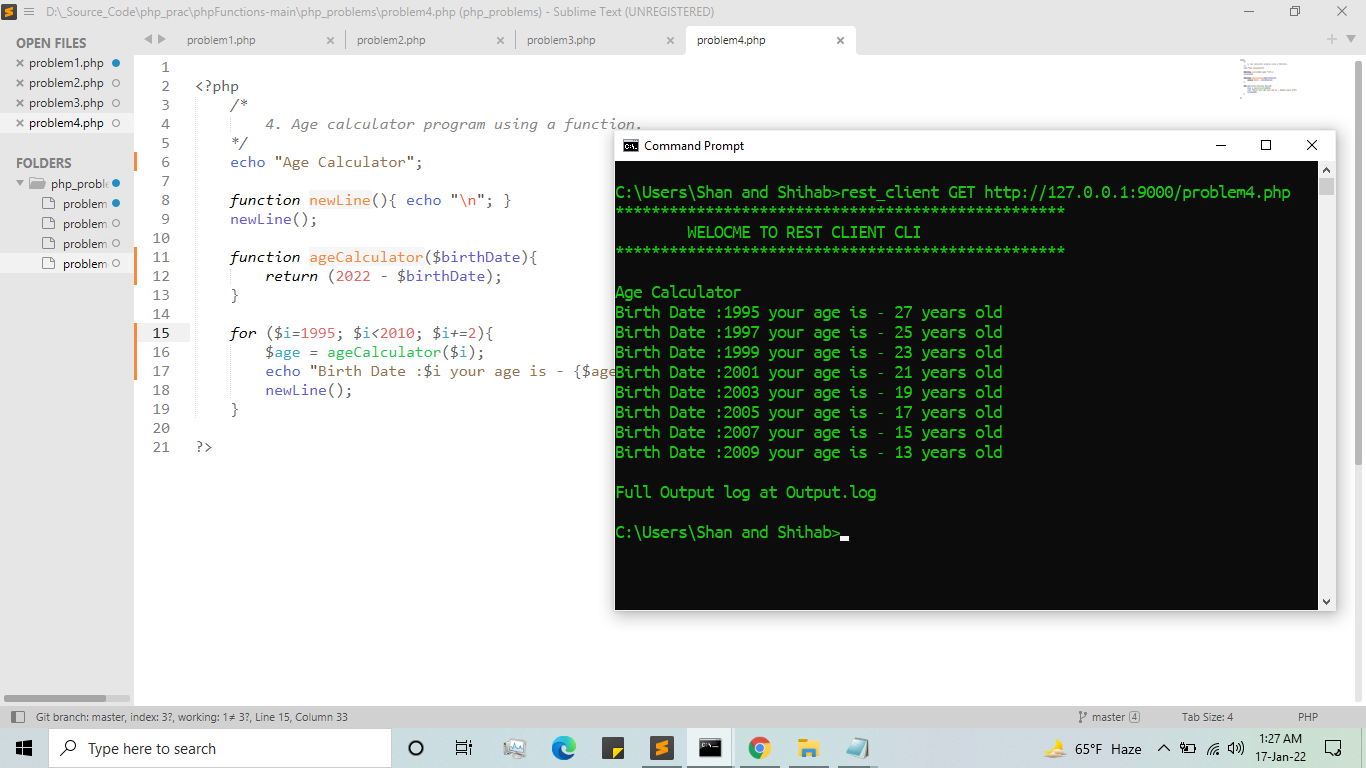 D:\_Source_Code\php_prac\phpFunctions-main\php_problems\problem4.php (php_problems) - Sublime Text (UNREGISTERED)
OPEN FILES
problem1.php
problem2.php
problem3.php
problem4.php
FOLDERS
php_proble
problem
problem
problem
problem
problem1.php problem2.php problem3.php problem4.php
1
2 <?php
3 /*
4 4. Age calculator program using a function.
5 */
6 echo "Age Calculator";
7
8 function newLine(){ echo "\n"; }
9 newLine();
10
11 function ageCalculator($birthDate){
12 return (2022 - $birthDate);
13 }
14
15 for ($i=1995; $i<2010; $i+=2){
16 $age = ageCalculator($i);
17 echo "Birth Date :$i your age is - {$age
18 newLine();
19 }
20
21 ?>
Command Prompt
C:\Users\Shan and Shihab>rest_client GET http://127.0.0.1:9000/problem4.php
**************************************************
WELOCME TO REST CLIENT CLI
**************************************************
Age Calculator
Birth Date :1995 your age is - 27 years old
Birth Date :1997 your age is - 25 years old
Birth Date :1999 your age is - 23 years old
Birth Date :2001 your age is - 21 years old
Birth Date :2003 your age is - 19 years old
Birth Date :2005 your age is - 17 years old
Birth Date :2007 your age is - 15 years old
Birth Date :2009 your age is - 13 years old
Full Output log at Output.log
C:\Users\Shan and Shihab>
Git branch: master, index: 3?, working: 1≠ 3?, Line 15, Column 33
master 4 Tab Size: 4 PHP
Type here to search
65°F Haze
1:27 AM
17-Jan-22